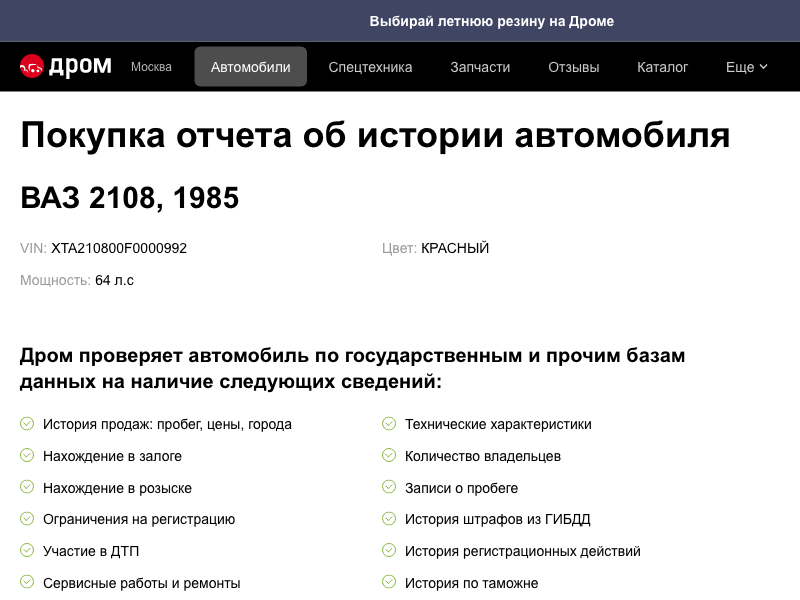 Выбирай летнюю резину на Дроме
дром Москва Автомобили Спецтехника Запчасти Отзывы Каталог Еще
Покупка отчета об истории автомобиля
ВАЗ 2108, 1985
VIN: XTA210800F0000992 Цвет: КРАСНЫЙ
Мощность: 64 л.с
Дром проверяет автомобиль по государственным и прочим базам
данных на наличие следующих сведений:
История продаж: пробег, цены, города Технические характеристики
Нахождение в залоге Количество владельцев
Нахождение в розыске Записи о пробеге
Ограничения на регистрацию История штрафов из ГИБДД
Участие в ДТП История регистрационных действий
Сервисные работы и ремонты История по таможне